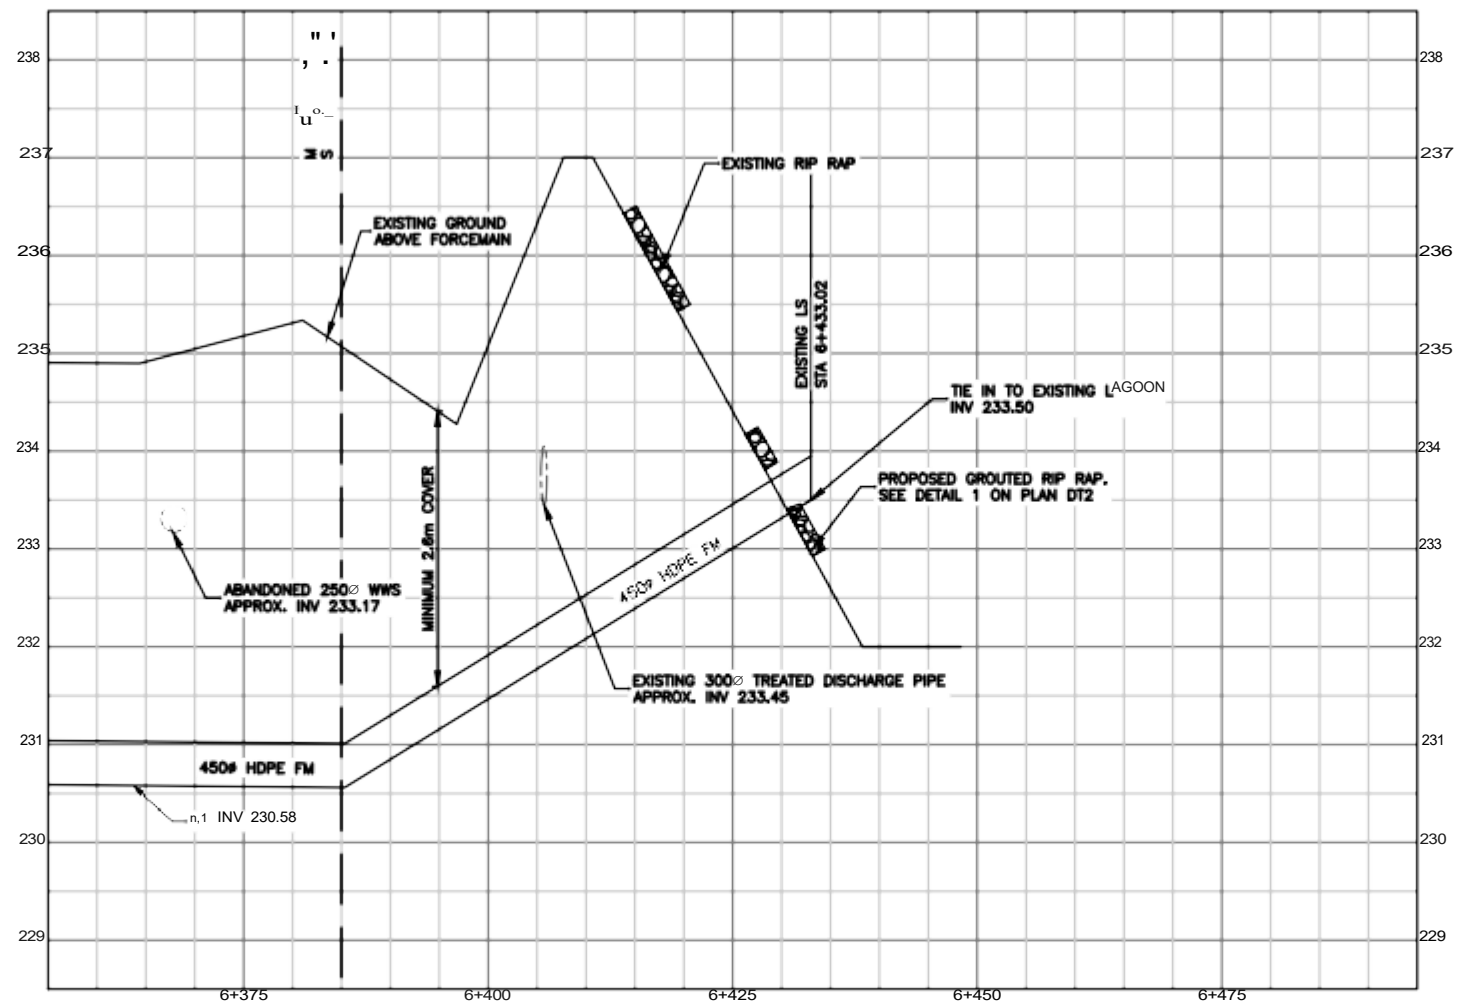 238
238
M S
237
237
EXISTING RIP RAP
EXISTING GROUND
ABOVE FORCEMAIN
236
236
EXISTING LS
STA 6+433.02
235
235
TIE IN TO EXISTING LAGOON
INV 233.50
234
234
MINIMUM 2.6m COVER
PROPOSED GROUTED RIP RAP.
SEE DETAIL 1 ON PLAN DT2
233
233
450ø HDPE FM
ABANDONED 250∅ WWS
APPROX. INV 233.17
232
232
EXISTING 300∅ TREATED DISCHARGE PIPE
APPROX. INV 233.45
231
231
450ø HDPE FM
n,1 INV 230.58
230
230
229
229
6+375
6+400
6+425
6+450
6+475